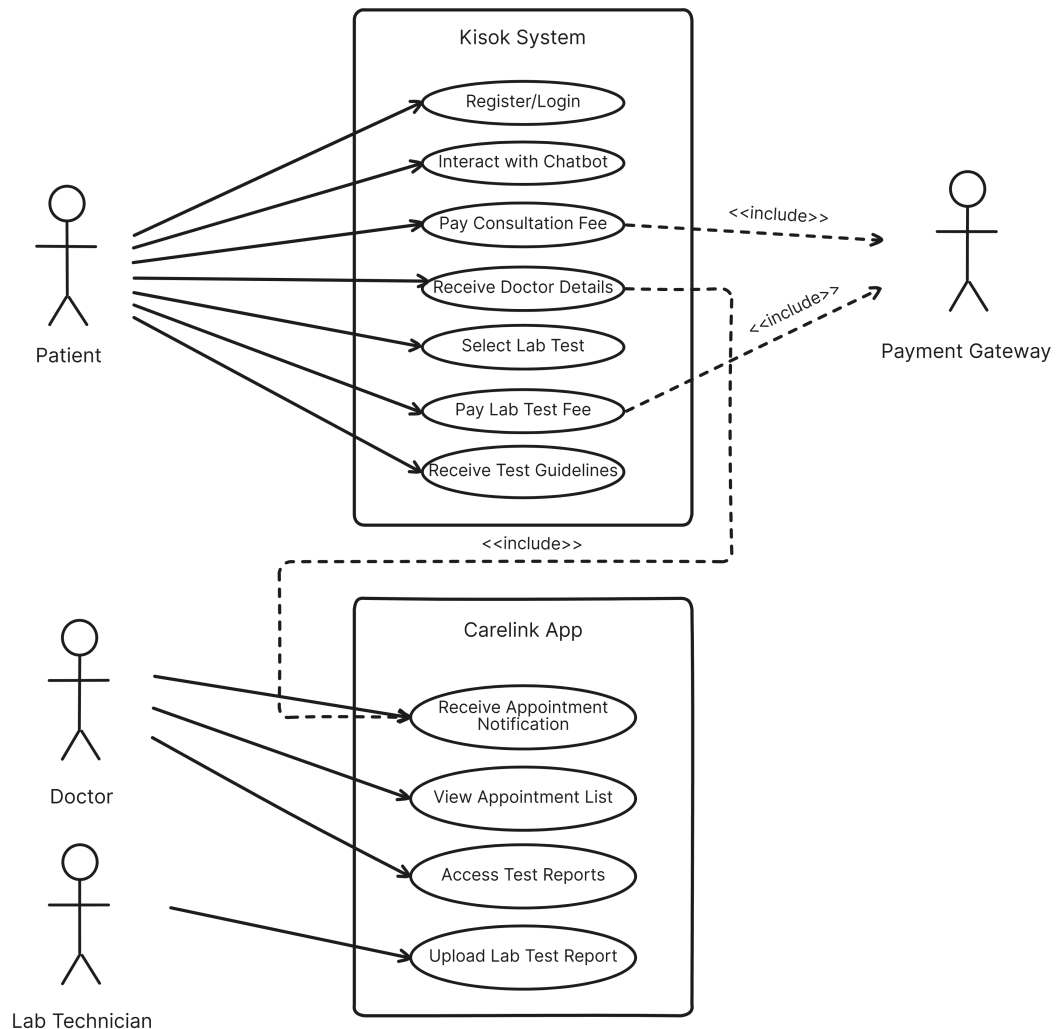 Kisok System
Register/Login
Interact with Chatbot
Pay Consultation Fee
<<include>>
Receive Doctor Details
<<include>>
Select Lab Test
Patient
Payment Gateway
Pay Lab Test Fee
Receive Test Guidelines
<<include>>
Carelink App
Receive Appointment
Notification
View Appointment List
Doctor
Access Test Reports
Upload Lab Test Report
Lab Technician